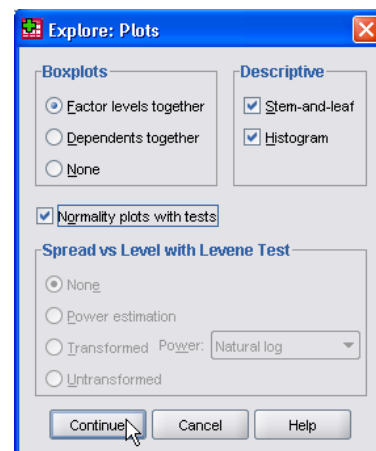 Explore: Plots
Boxplots
Factor levels together
Dependents together
None
Descriptive
Stem-and-leaf
Histogram
Normality plots with tests
Spread vs Level with Levene Test
None
Power estimation
Transformed Power: Natural log
Untransformed
Continue Cancel Help